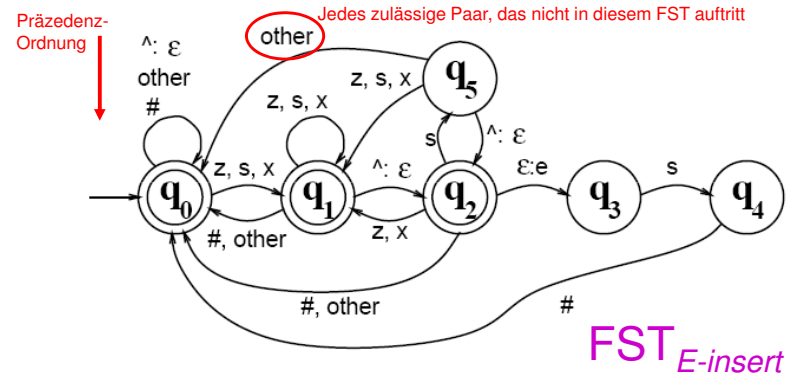 Jedes zulässige Paar, das nicht in diesem FST auftritt
Präzedenz-
Ordnung
^: ε
other
#
other
z, s, x
z, s, x
q5
s
^: ε
q0
z, s, x
q1
^: ε
q2
ε:e
q3
s
q4
#, other
z, x
#, other
#
FST E-insert